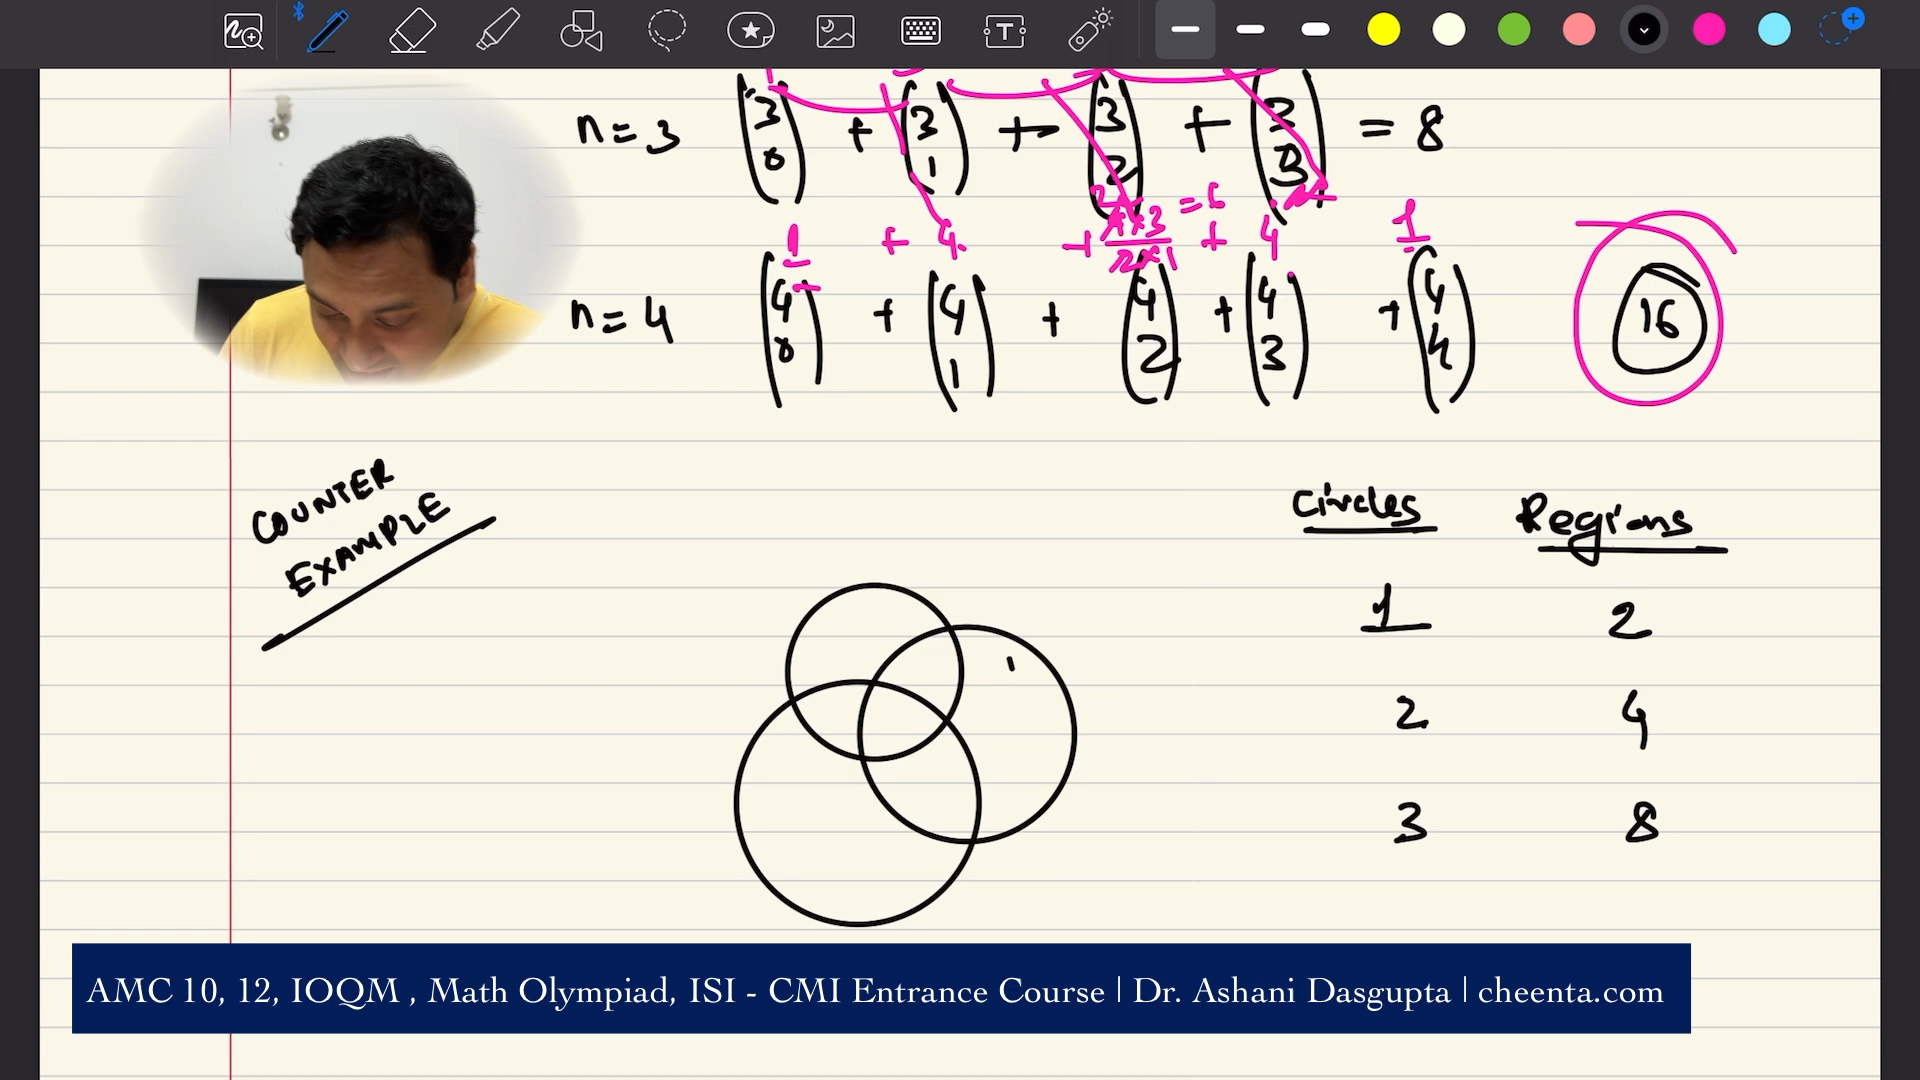 n=3 (3 0) + (3 1) + (3 2) + (3 3) = 8
1 + 4 + 4×3 / 2×1 = 6 + 4 1
n=4 (4 0) + (4 1) + (4 2) + (4 3) + (4 4) 16
COUNTER
EXAMPLE
Circles Regions
1 2
2 4
3 8
AMC 10, 12, IOQM , Math Olympiad, ISI - CMI Entrance Course | Dr. Ashani Dasgupta | cheenta.com